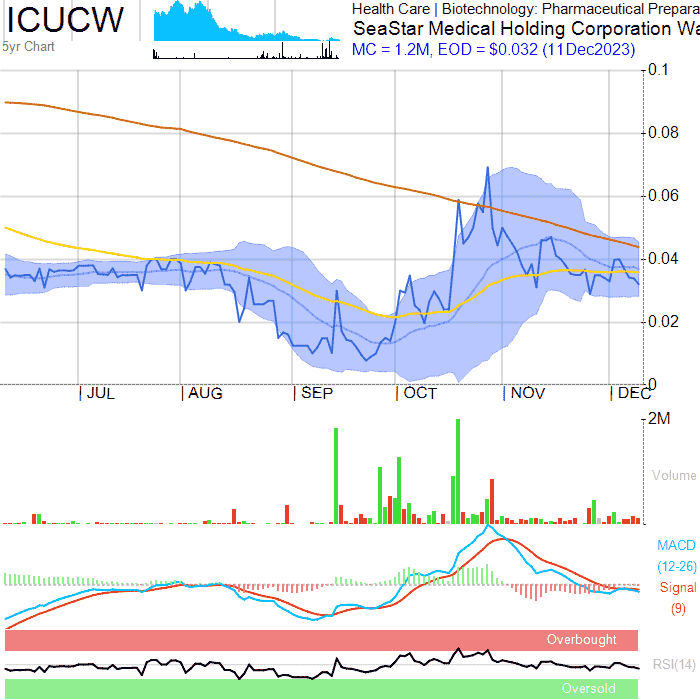 ICUCW
5yr Chart
Health Care | Biotechnology: Pharmaceutical Prepara
SeaStar Medical Holding Corporation Wa
MC = 1.2M, EOD = $0.032 (11Dec2023)
0.1
0.08
0.06
0.04
0.02
0
JUL AUG SEP OCT NOV DEC
2M
Volume
MACD
(12-26)
Signal
(9)
Overbought
RSI(14)
Oversold